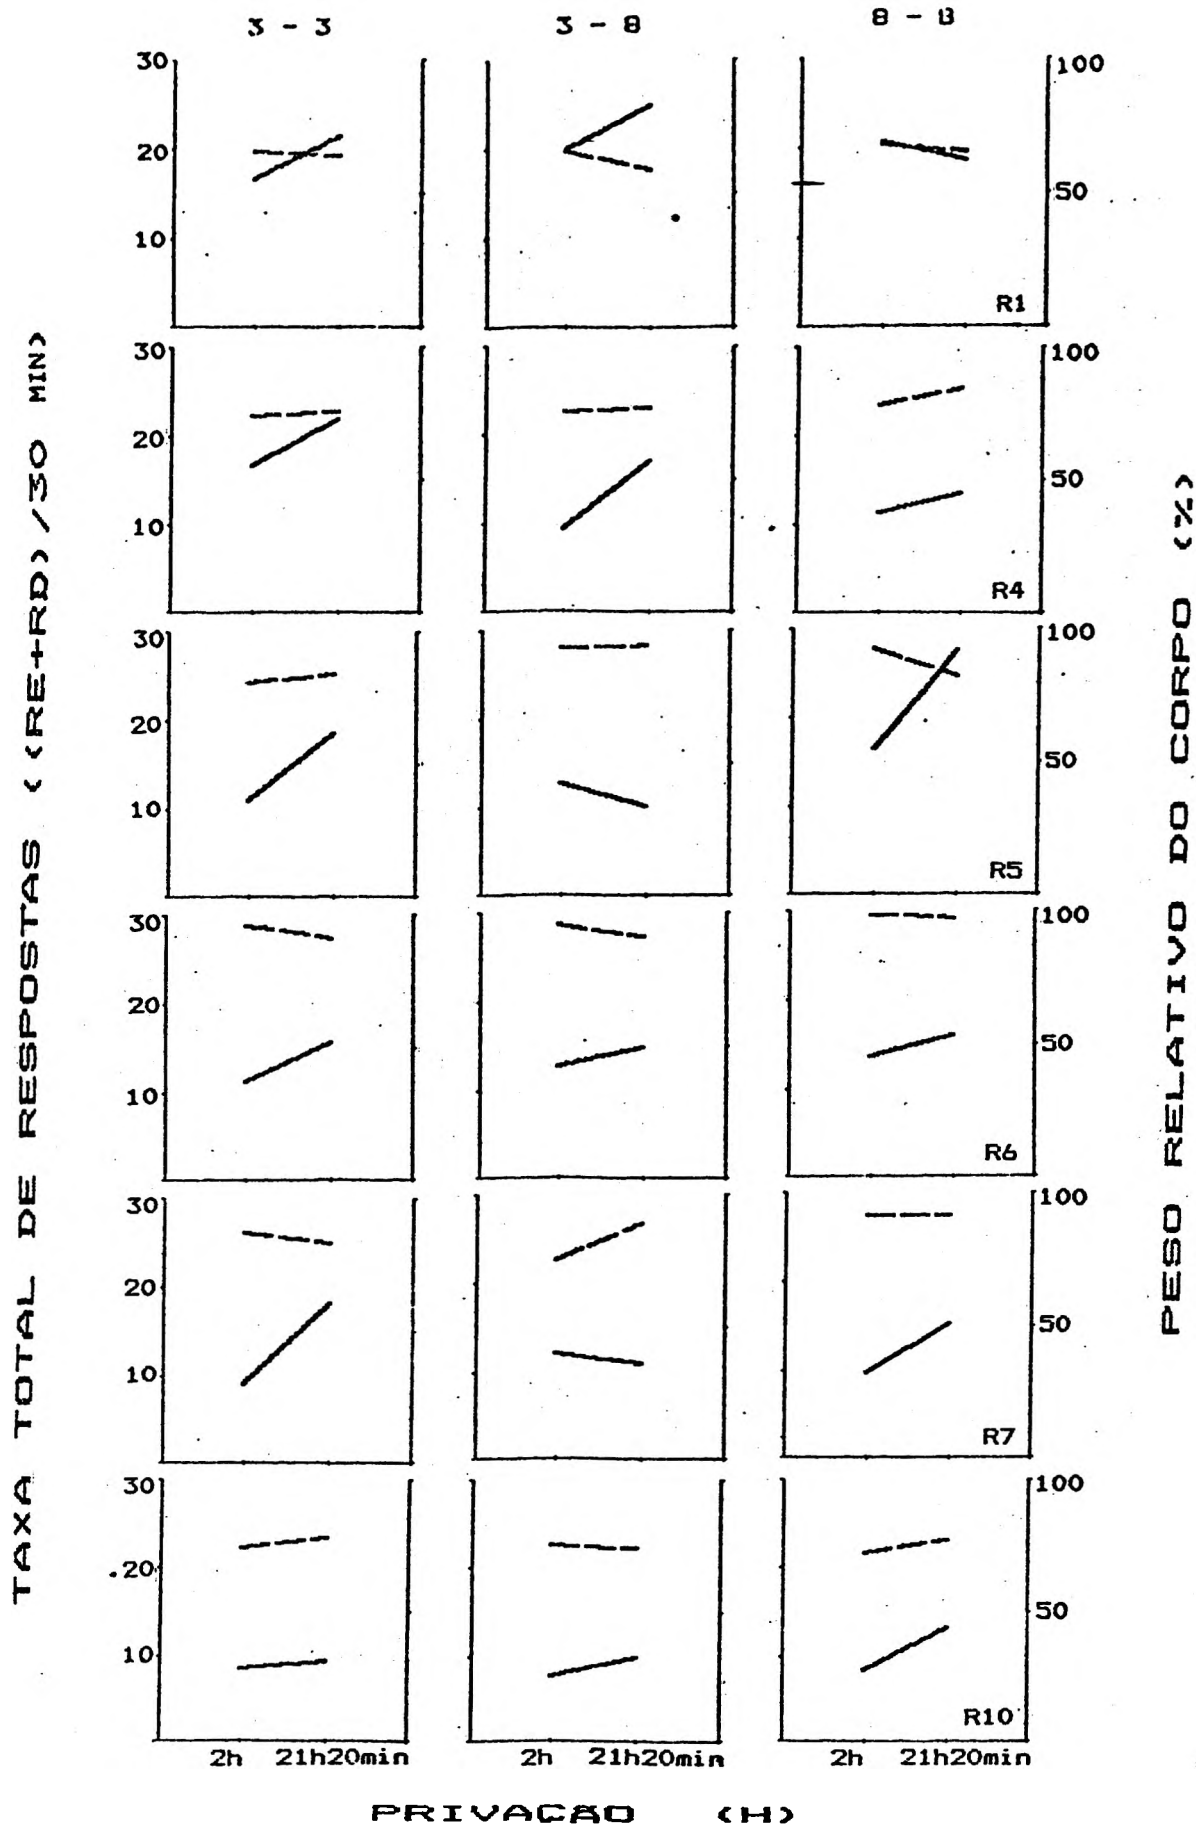 3 - 3 3 - 8 8 - 8
30 100
20
50
10
R1
30 100
20
50
10
R4
30 100
20
50
10
R5
30 100
20
50
10
R6
30 100
20
50
10
R7
30 100
20
50
10
R10
2h 21h20min 2h 21h20min 2h 21h20min
PRIVAÇÃO (H)
TAXA TOTAL DE RESPOSTAS ((RE+RD)/30 MIN)
PESO RELATIVO DO CORPO (%)